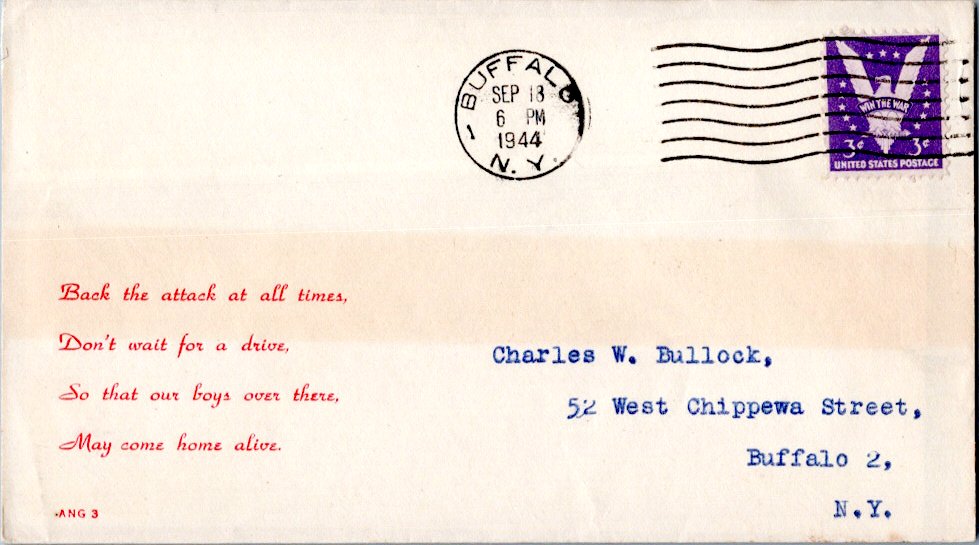 BUFFALO
SEP 18
6 PM
1944
1
N. Y.
WIN THE WAR
3¢ 3¢
UNITED STATES POSTAGE
Back the attack at all times,
Don't wait for a drive,
So that our boys over there,
May come home alive.
ANG 3
Charles W. Bullock,
52 West Chippewa Street,
Buffalo 2,
N.Y.